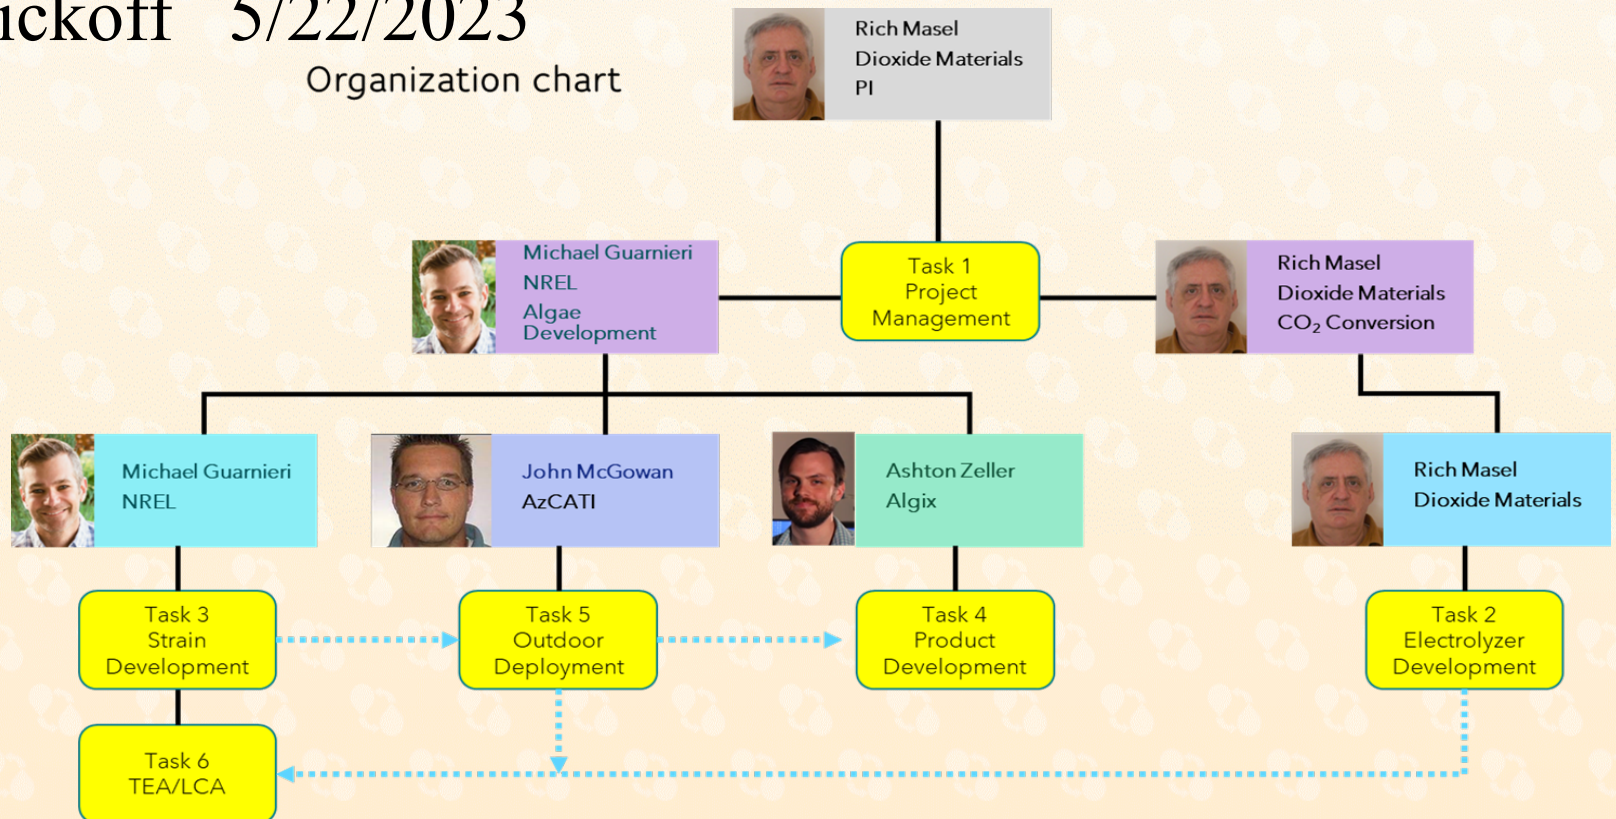 ickoff 5/22/2023
Organization chart
Rich Masel
Dioxide Materials
PI
Michael Guarnieri
NREL
Algae
Development
Task 1
Project
Management
Rich Masel
Dioxide Materials
CO₂ Conversion
Michael Guarnieri
NREL
John McGowan
AzCATI
Ashton Zeller
Algix
Rich Masel
Dioxide Materials
Task 3
Strain
Development
Task 5
Outdoor
Deployment
Task 4
Product
Development
Task 2
Electrolyzer
Development
Task 6
TEA/LCA